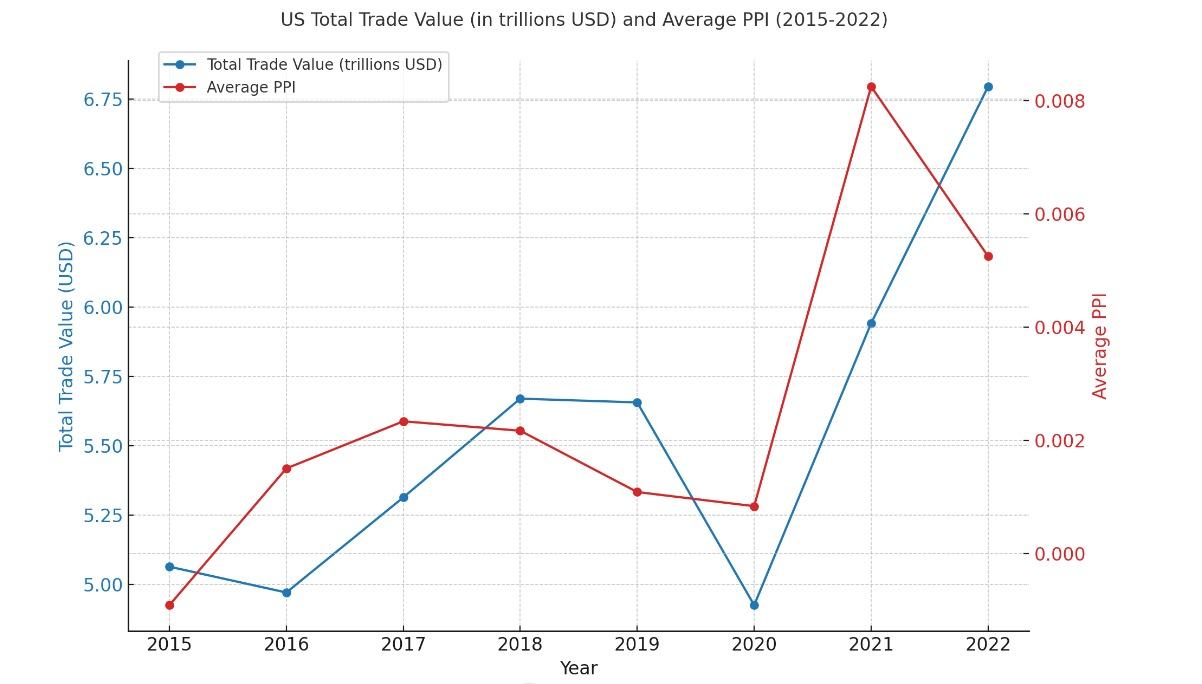 US Total Trade Value (in trillions USD) and Average PPI (2015-2022)
Total Trade Value (trillions USD)
Average PPI
6.75
6.50
6.25
6.00
5.75
5.50
5.25
5.00
Total Trade Value (USD)
0.008
0.006
0.004
0.002
0.000
Average PPI
2015 2016 2017 2018 2019 2020 2021 2022
Year